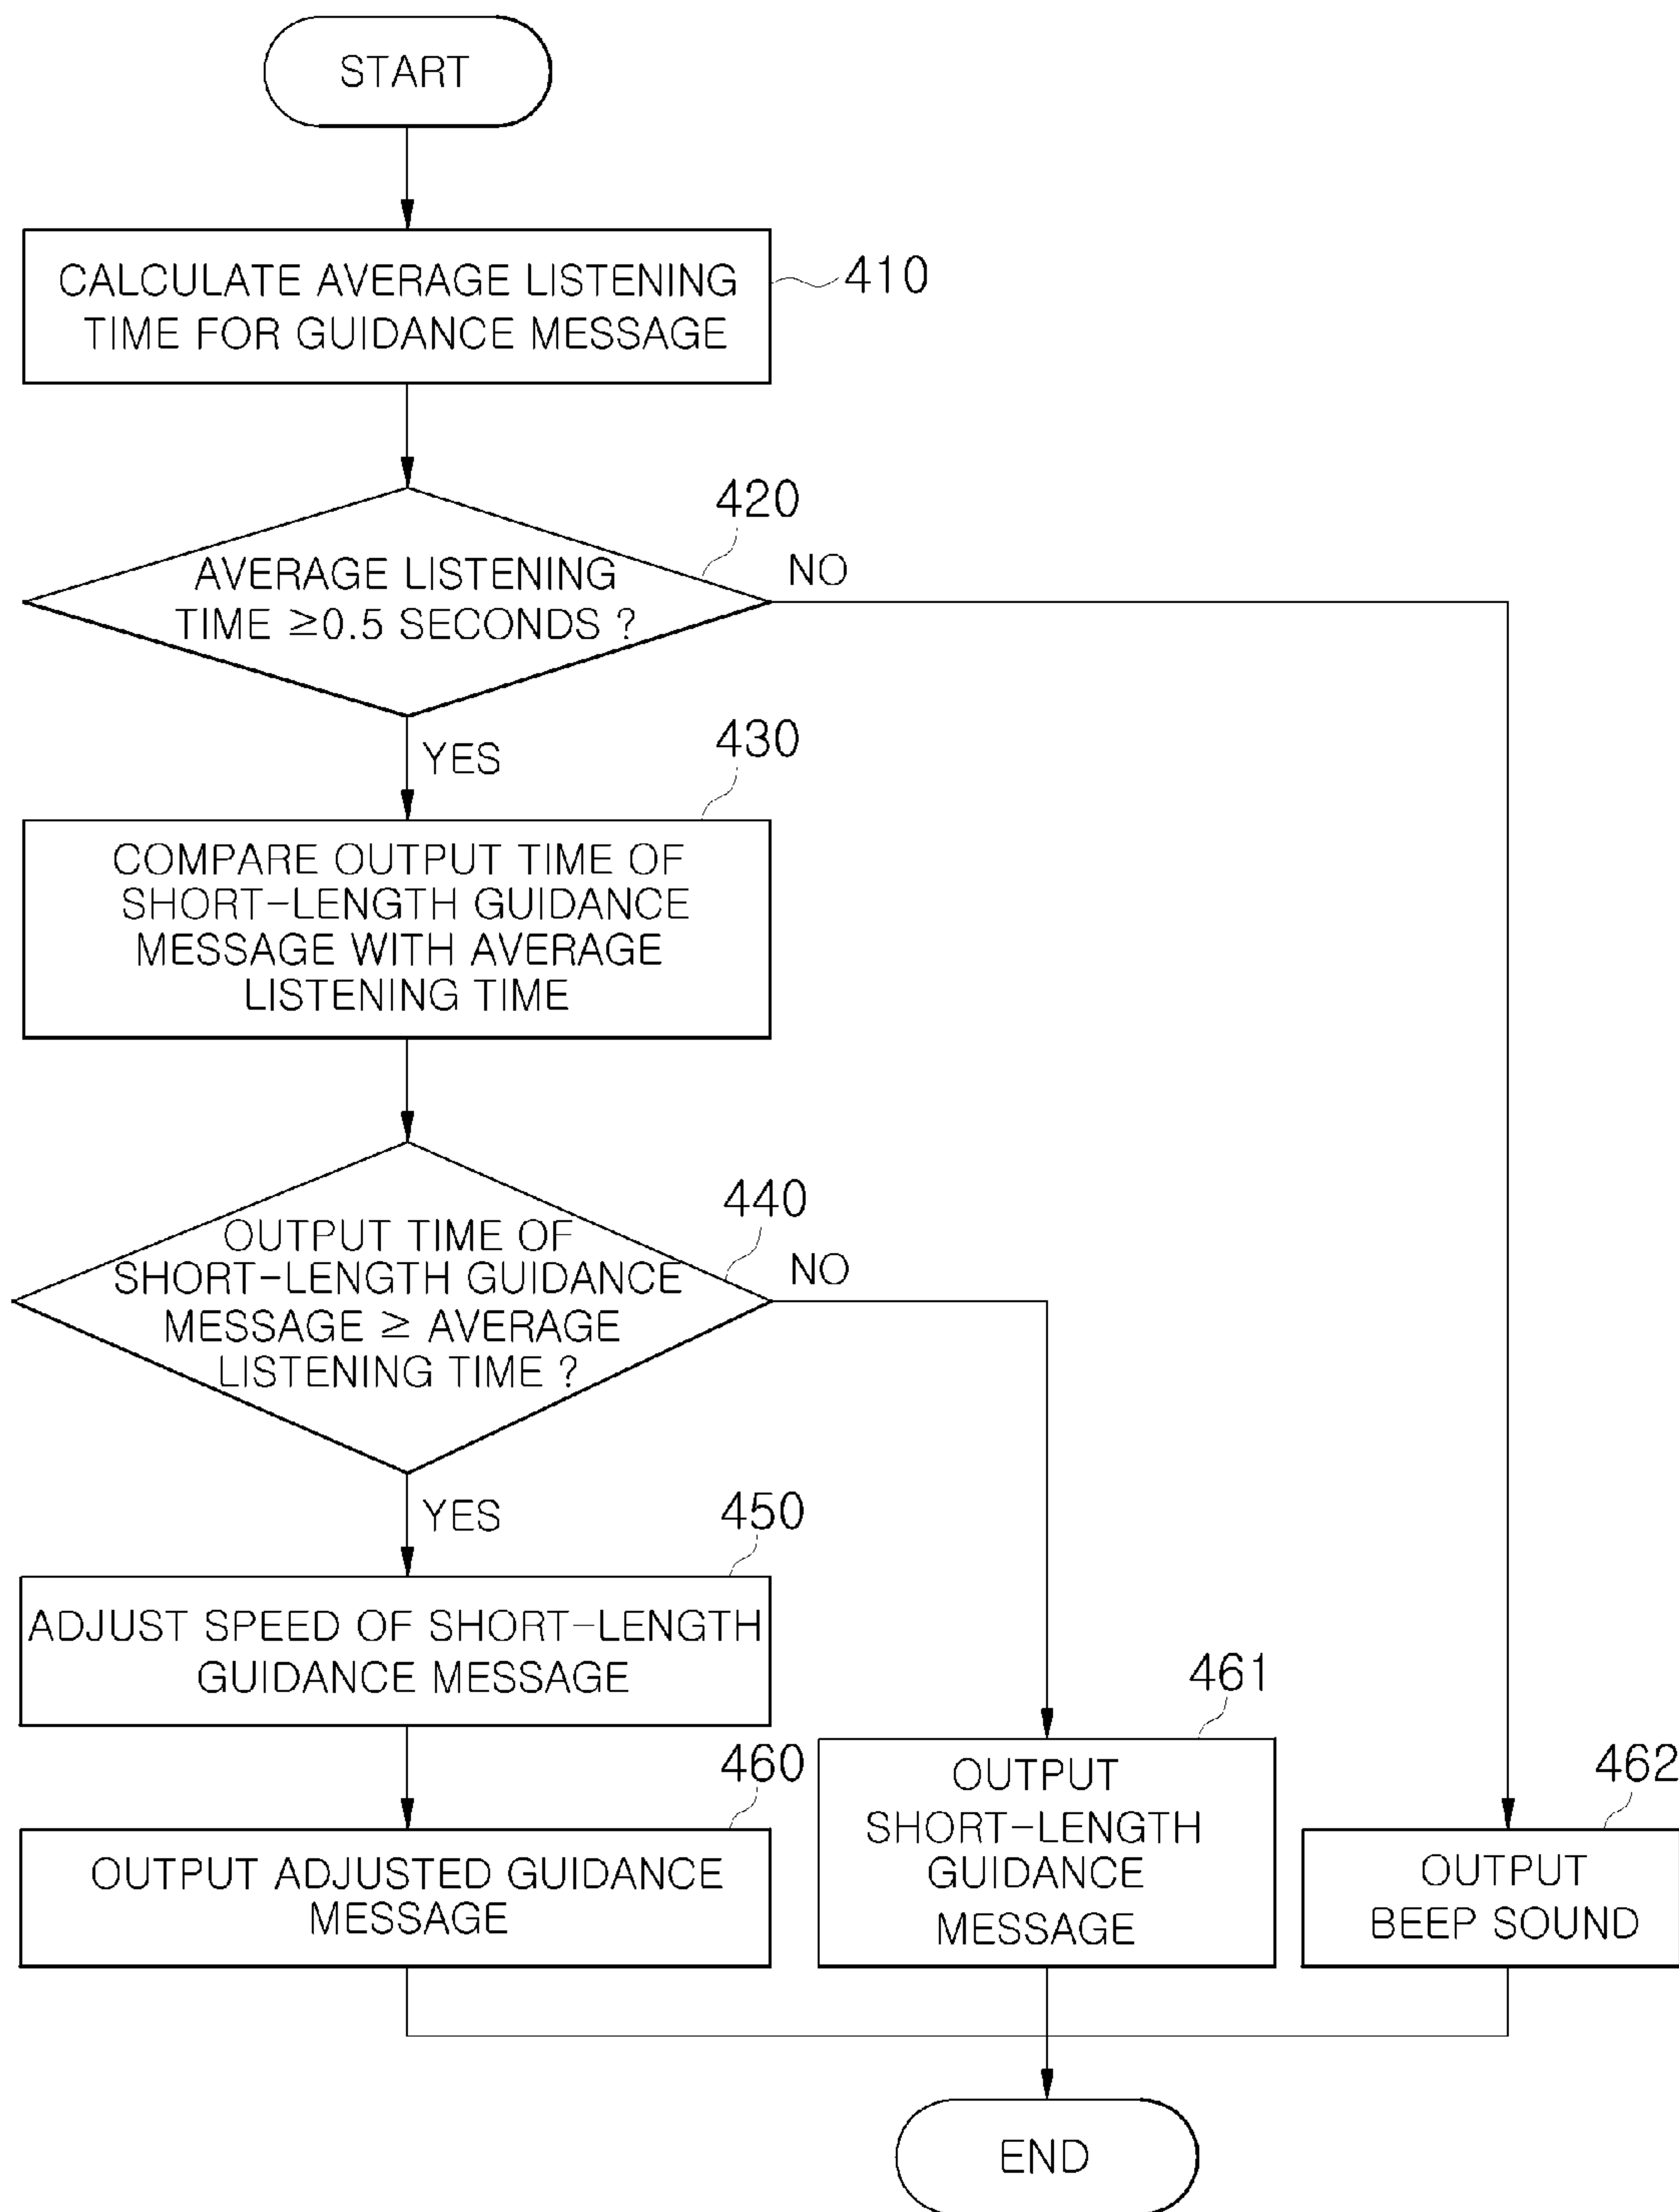 START
CALCULATE AVERAGE LISTENING
TIME FOR GUIDANCE MESSAGE
410
420
AVERAGE LISTENING
TIME ≥0.5 SECONDS ?
NO
YES
430
COMPARE OUTPUT TIME OF
SHORT-LENGTH GUIDANCE
MESSAGE WITH AVERAGE
LISTENING TIME
440
OUTPUT TIME OF
SHORT-LENGTH GUIDANCE
MESSAGE ≥ AVERAGE
LISTENING TIME ?
NO
YES
450
ADJUST SPEED OF SHORT-LENGTH
GUIDANCE MESSAGE
460
OUTPUT ADJUSTED GUIDANCE
MESSAGE
461
OUTPUT
SHORT-LENGTH
GUIDANCE
MESSAGE
462
OUTPUT
BEEP SOUND
END